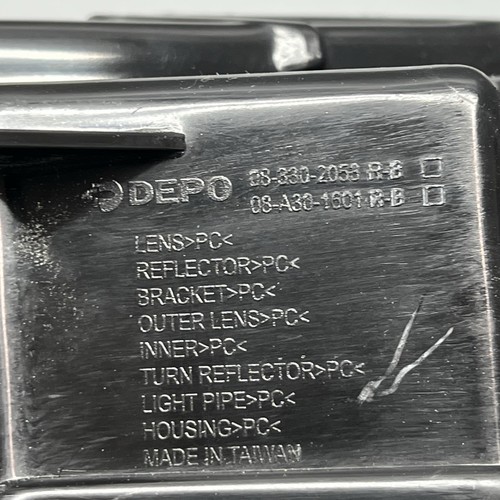 DEPO 08-330-2053 R-B
08-A30-1601 R-B
LENS>PC<
REFLECTOR>PC<
BRACKET>PC<
OUTER LENS>PC<
INNER>PC<
TURN REFLECTOR>PC<
LIGHT PIPE>PC<
HOUSING>PC<
MADE IN TAIWAN